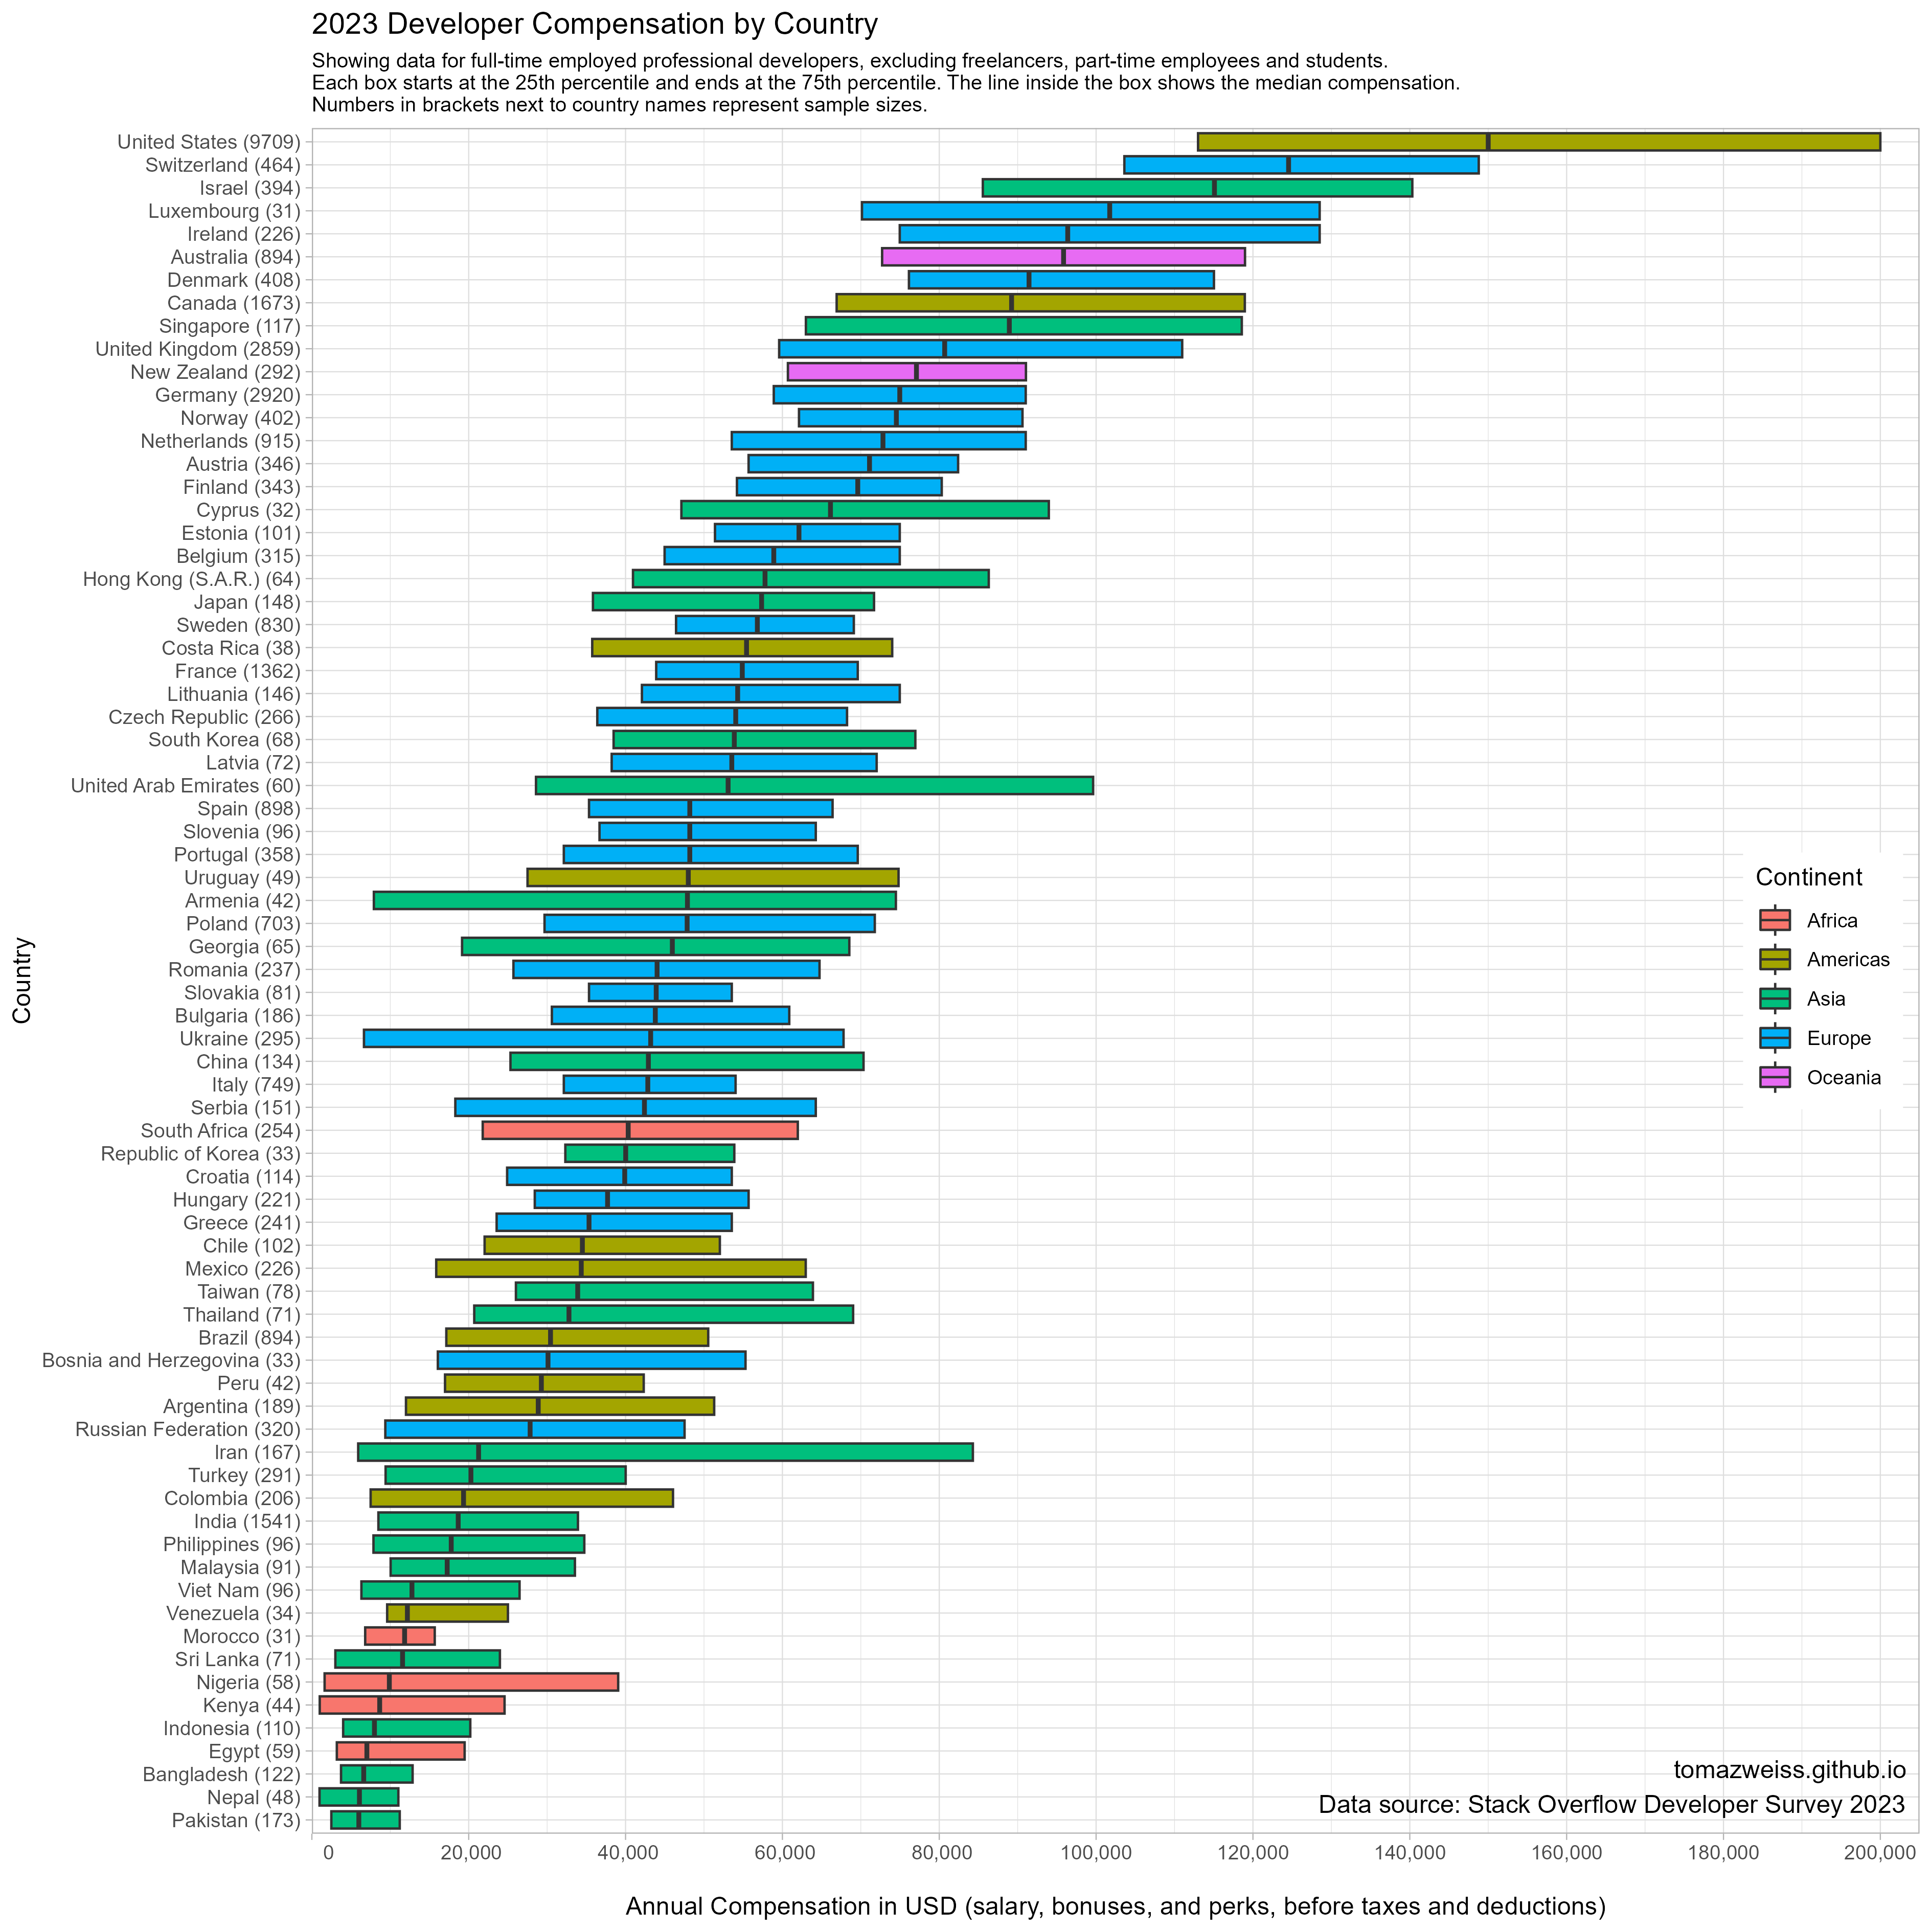 2023 Developer Compensation by Country
Showing data for full-time employed professional developers, excluding freelancers, part-time employees and students.
Each box starts at the 25th percentile and ends at the 75th percentile. The line inside the box shows the median compensation.
Numbers in brackets next to country names represent sample sizes.
United States (9709)
Switzerland (464)
Israel (394)
Luxembourg (31)
Ireland (226)
Australia (894)
Denmark (408)
Canada (1673)
Singapore (117)
United Kingdom (2859)
New Zealand (292)
Germany (2920)
Norway (402)
Netherlands (915)
Austria (346)
Finland (343)
Cyprus (32)
Estonia (101)
Belgium (315)
Hong Kong (S.A.R.) (64)
Japan (148)
Sweden (830)
Costa Rica (38)
France (1362)
Lithuania (146)
Czech Republic (266)
South Korea (68)
Latvia (72)
United Arab Emirates (60)
Spain (898)
Slovenia (96)
Portugal (358)
Uruguay (49)
Armenia (42)
Poland (703)
Georgia (65)
Romania (237)
Slovakia (81)
Bulgaria (186)
Ukraine (295)
China (134)
Italy (749)
Serbia (151)
South Africa (254)
Republic of Korea (33)
Croatia (114)
Hungary (221)
Greece (241)
Chile (102)
Mexico (226)
Taiwan (78)
Thailand (71)
Brazil (894)
Bosnia and Herzegovina (33)
Peru (42)
Argentina (189)
Russian Federation (320)
Iran (167)
Turkey (291)
Colombia (206)
India (1541)
Philippines (96)
Malaysia (91)
Viet Nam (96)
Venezuela (34)
Morocco (31)
Sri Lanka (71)
Nigeria (58)
Kenya (44)
Indonesia (110)
Egypt (59)
Bangladesh (122)
Nepal (48)
Pakistan (173)
Country
Continent
Africa
Americas
Asia
Europe
Oceania
tomazweiss.github.io
Data source: Stack Overflow Developer Survey 2023
0 20,000 40,000 60,000 80,000 100,000 120,000 140,000 160,000 180,000 200,000
Annual Compensation in USD (salary, bonuses, and perks, before taxes and deductions)